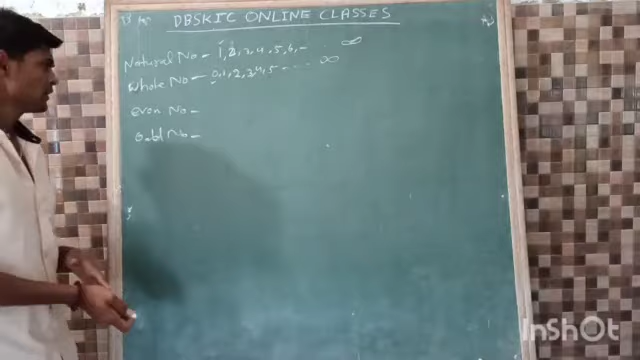 DBSKIC ONLINE CLASSES
Natural No - 1, 2, 3, 4, 5, 6, - . . ∞
Whole No - 0, 1, 2, 3, 4, 5 - . . . . ∞
even No -
odd No -
InShOt